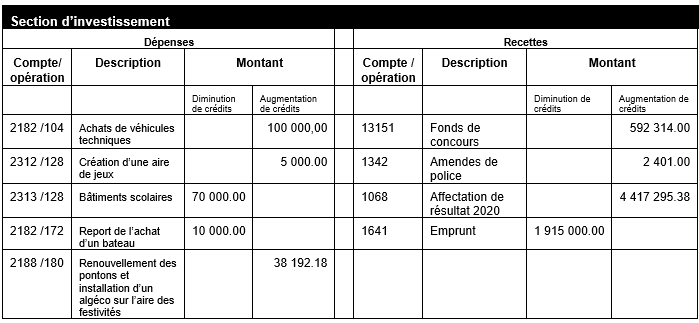 Section d’investissement
Dépenses Recettes
Compte/ Description Montant Compte / Description Montant
opération opération
Diminution Augmentation Diminution de Augmentation de
de crédits de crédits crédits crédits
2182 /104 Achats de véhicules 100 000,00 13151 Fonds de 592 314.00
techniques concours
2312 /128 Création d’une aire 5 000.00 1342 Amendes de 2 401.00
de jeux police
2313 /128 Bâtiments scolaires 70 000.00 1068 Affectation de 4 417 295.38
résultat 2020
2182 /172 Report de l’achat 10 000.00 1641 Emprunt 1 915 000.00
d’un bateau
2188 /180 Renouvellement des 38 192.18
pontons et
installation d’un
algéco sur l’aire des
festivités